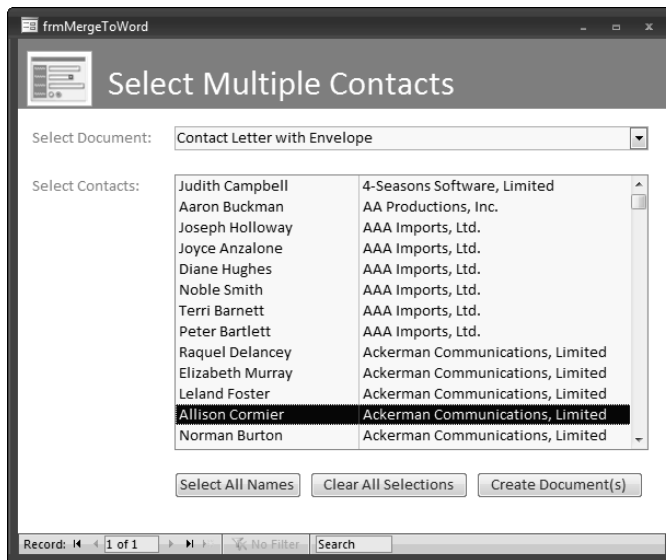 frmMergeToWord
Select Multiple Contacts
Select Document: Contact Letter with Envelope
Select Contacts: Judith Campbell 4-Seasons Software, Limited
Aaron Buckman AA Productions, Inc.
Joseph Holloway AAA Imports, Ltd.
Joyce Anzalone AAA Imports, Ltd.
Diane Hughes AAA Imports, Ltd.
Noble Smith AAA Imports, Ltd.
Terri Barnett AAA Imports, Ltd.
Peter Bartlett AAA Imports, Ltd.
Raquel Delancey Ackerman Communications, Limited
Elizabeth Murray Ackerman Communications, Limited
Leland Foster Ackerman Communications, Limited
Allison Cormier Ackerman Communications, Limited
Norman Burton Ackerman Communications, Limited
Select All Names Clear All Selections Create Document(s)
Record: 1 of 1 No Filter Search